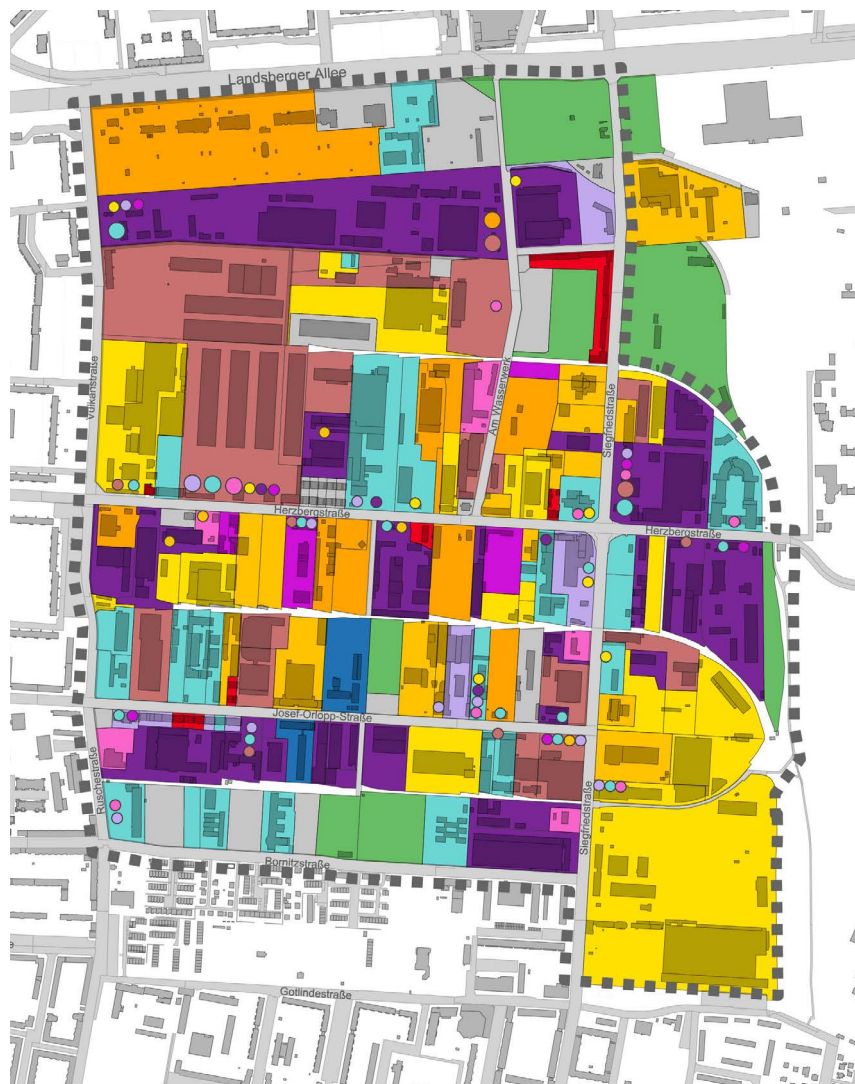 Landsberger Allee
Vulkanstraße
Am Wasserwerk
Siegfriedstraße
Herzbergstraße
Herzbergstraße
Josef-Orlopp-Straße
Ruschestraße
Siegfriedstraße
Bornitzstraße
Gotlindestraße